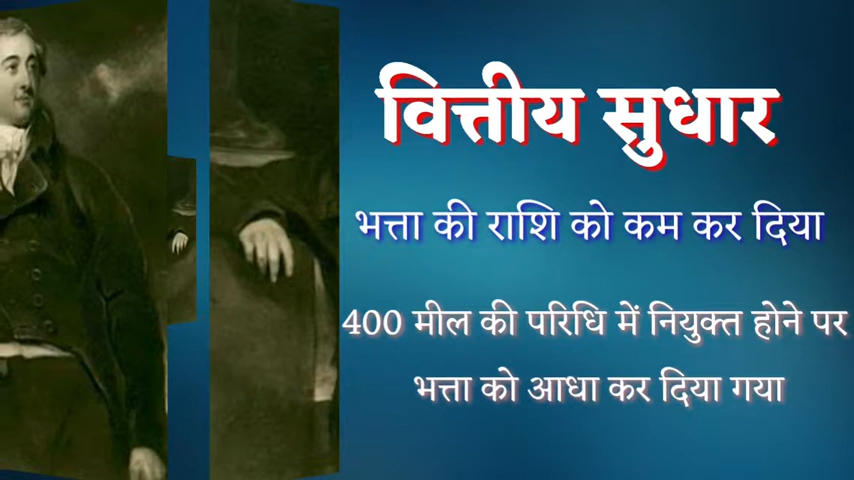 वित्तीय सुधार
भत्ता की राशि को कम कर दिया
400 मील की परिधि में नियुक्त होने पर
भत्ता को आधा कर दिया गया